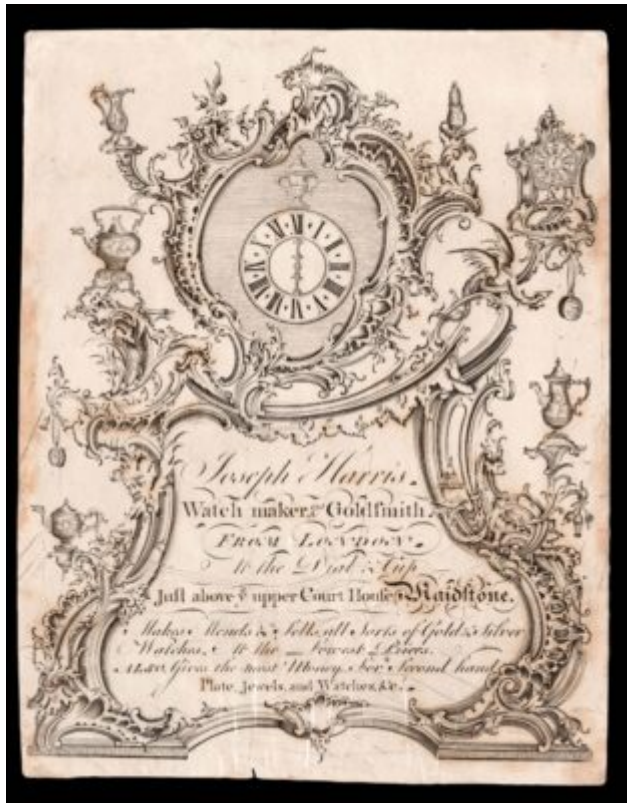 Joseph Harris.
Watch maker & Goldsmith
FROM LONDON.
to the Dial & Cup
Just above yͤ upper Court House Maidstone.
Makes Mends & Sells all Sorts of Gold & Silver
Watches, At the Lowest Prices.
ALSO Gives the most Money For Second hand
Plate, Jewels, and Watches, &c.